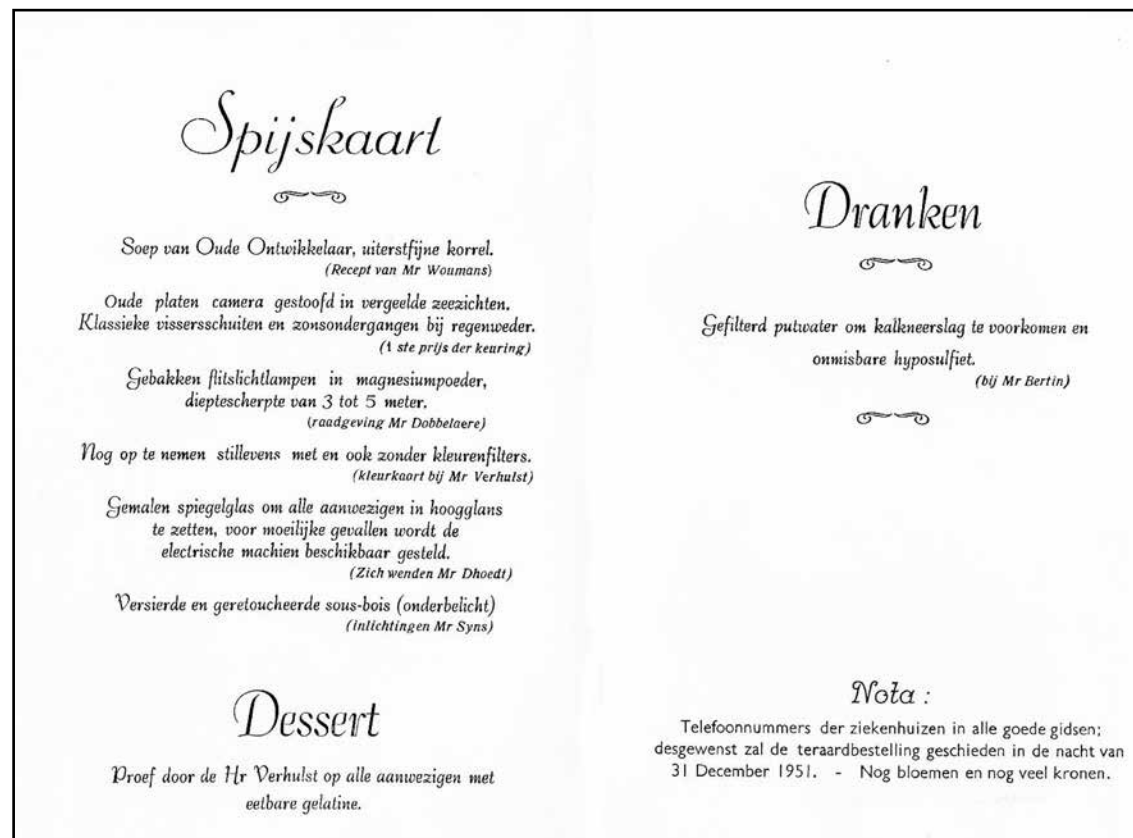 Spijskaart
Soep van Oude Ontwikkelaar, uiterstfijne korrel.
(Recept van Mr Woumans)
Oude platen camera gestoofd in vergeelde zeezichten.
Klassieke vissersschuiten en zonsondergangen bij regenweder.
(1 ste prijs der keuring)
Gebakken flitslichtlampen in magnesiumpoeder,
dieptescherpte van 3 tot 5 meter.
(raadgeving Mr Dobbelaere)
Nog op te nemen stillevens met en ook zonder kleurenfilters.
(kleurkaart bij Mr Verhulst)
Gemalen spiegelglas om alle aanwezigen in hoogglans
te zetten, voor moeilijke gevallen wordt de
electrische machien beschikbaar gesteld.
(Zich wenden Mr Dhoedt)
Versierde en geretoucheerde sous-bois (onderbelicht)
(inlichtingen Mr Syns)
Dessert
Proef door de Hr Verhulst op alle aanwezigen met
eetbare gelatine.
Dranken
Gefilterd putwater om kalkneerslag te voorkomen en
onmisbare hyposulfiet.
(bij Mr Bertin)
Nota :
Telefoonnummers der ziekenhuizen in alle goede gidsen;
desgewenst zal de teraardbestelling geschieden in de nacht van
31 December 1951. - Nog bloemen en nog veel kronen.